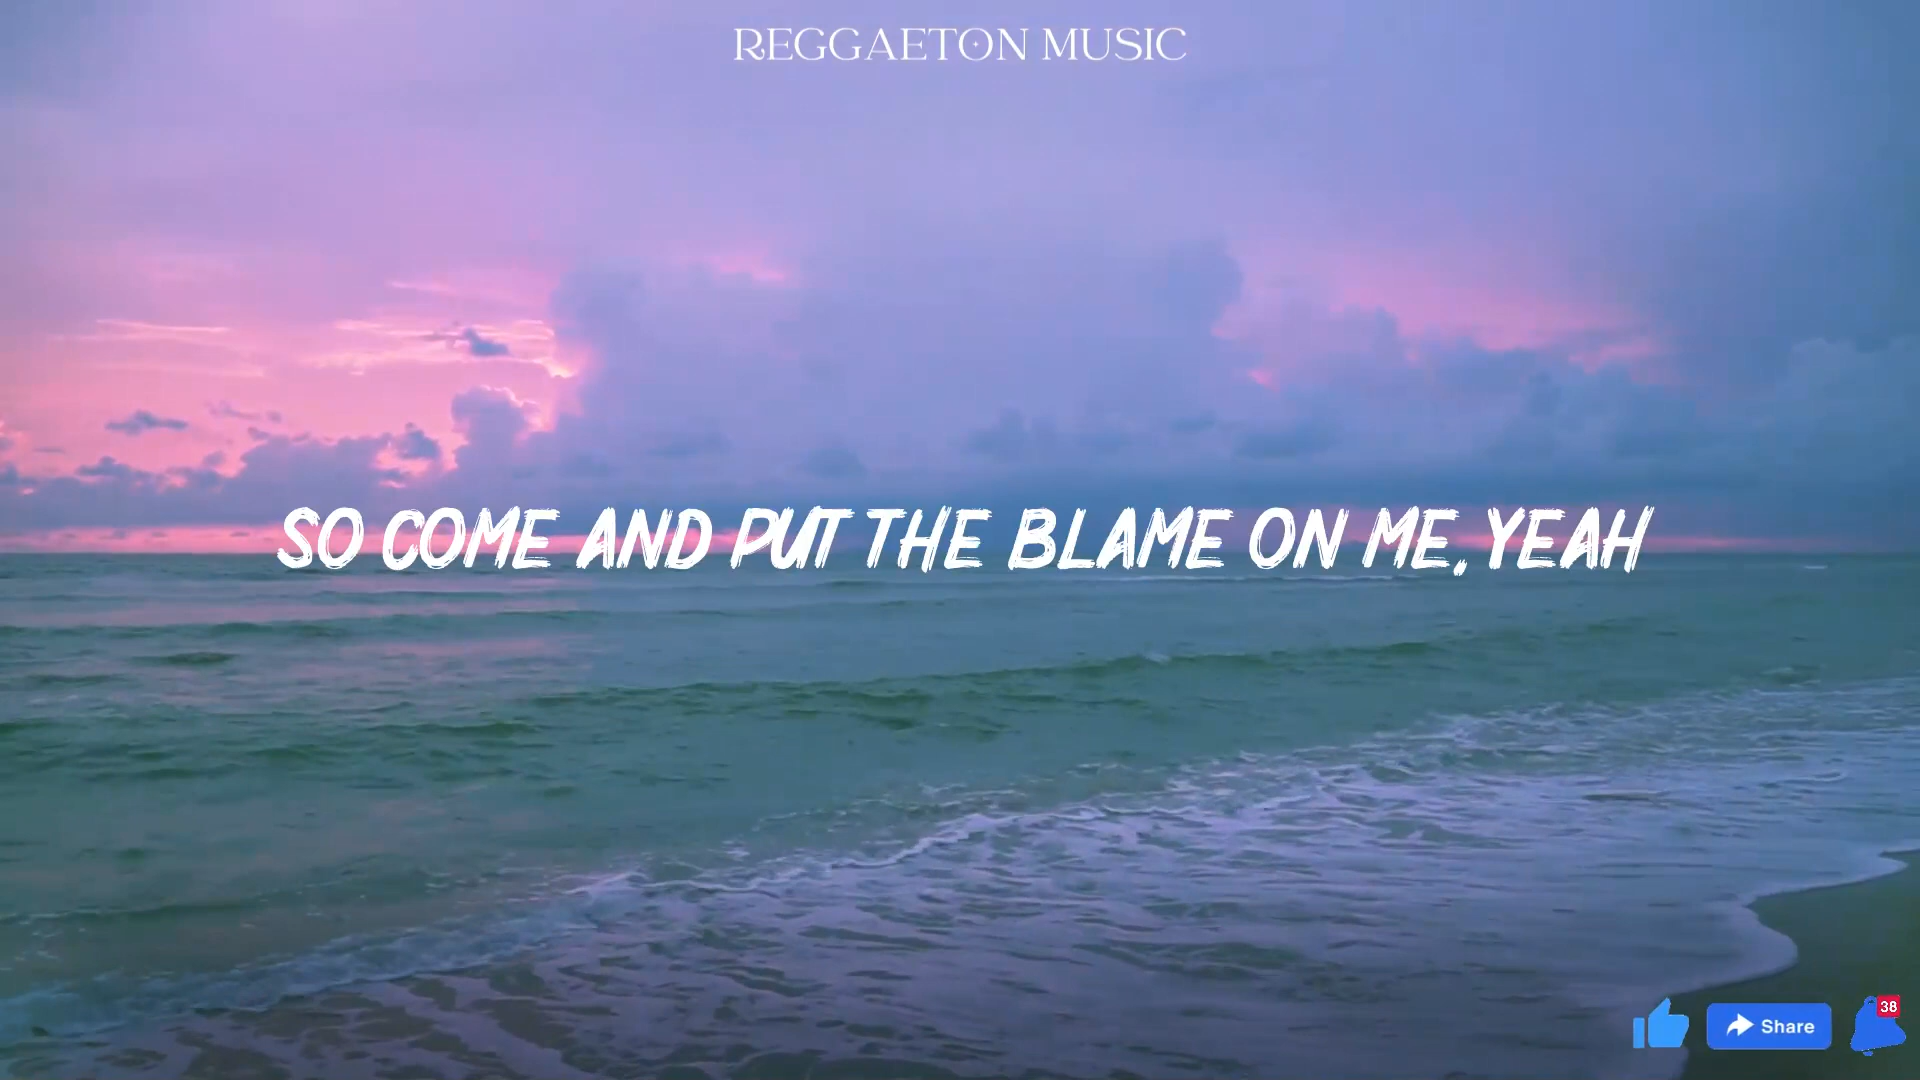 REGGAETON MUSIC
SO COME AND PUT THE BLAME ON ME, YEAH
38
Share